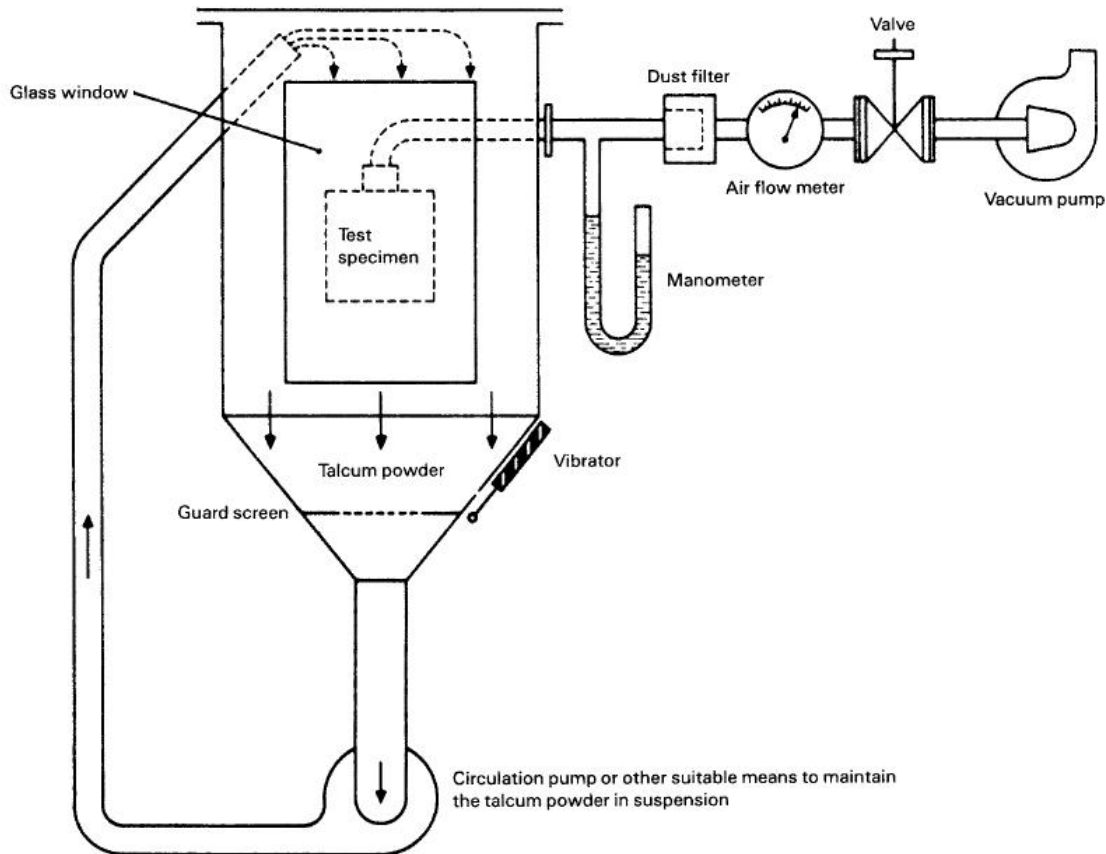 Valve
Dust filter
Glass window
Air flow meter
Vacuum pump
Test
specimen
Manometer
Talcum powder
Vibrator
Guard screen
Circulation pump or other suitable means to maintain
the talcum powder in suspension